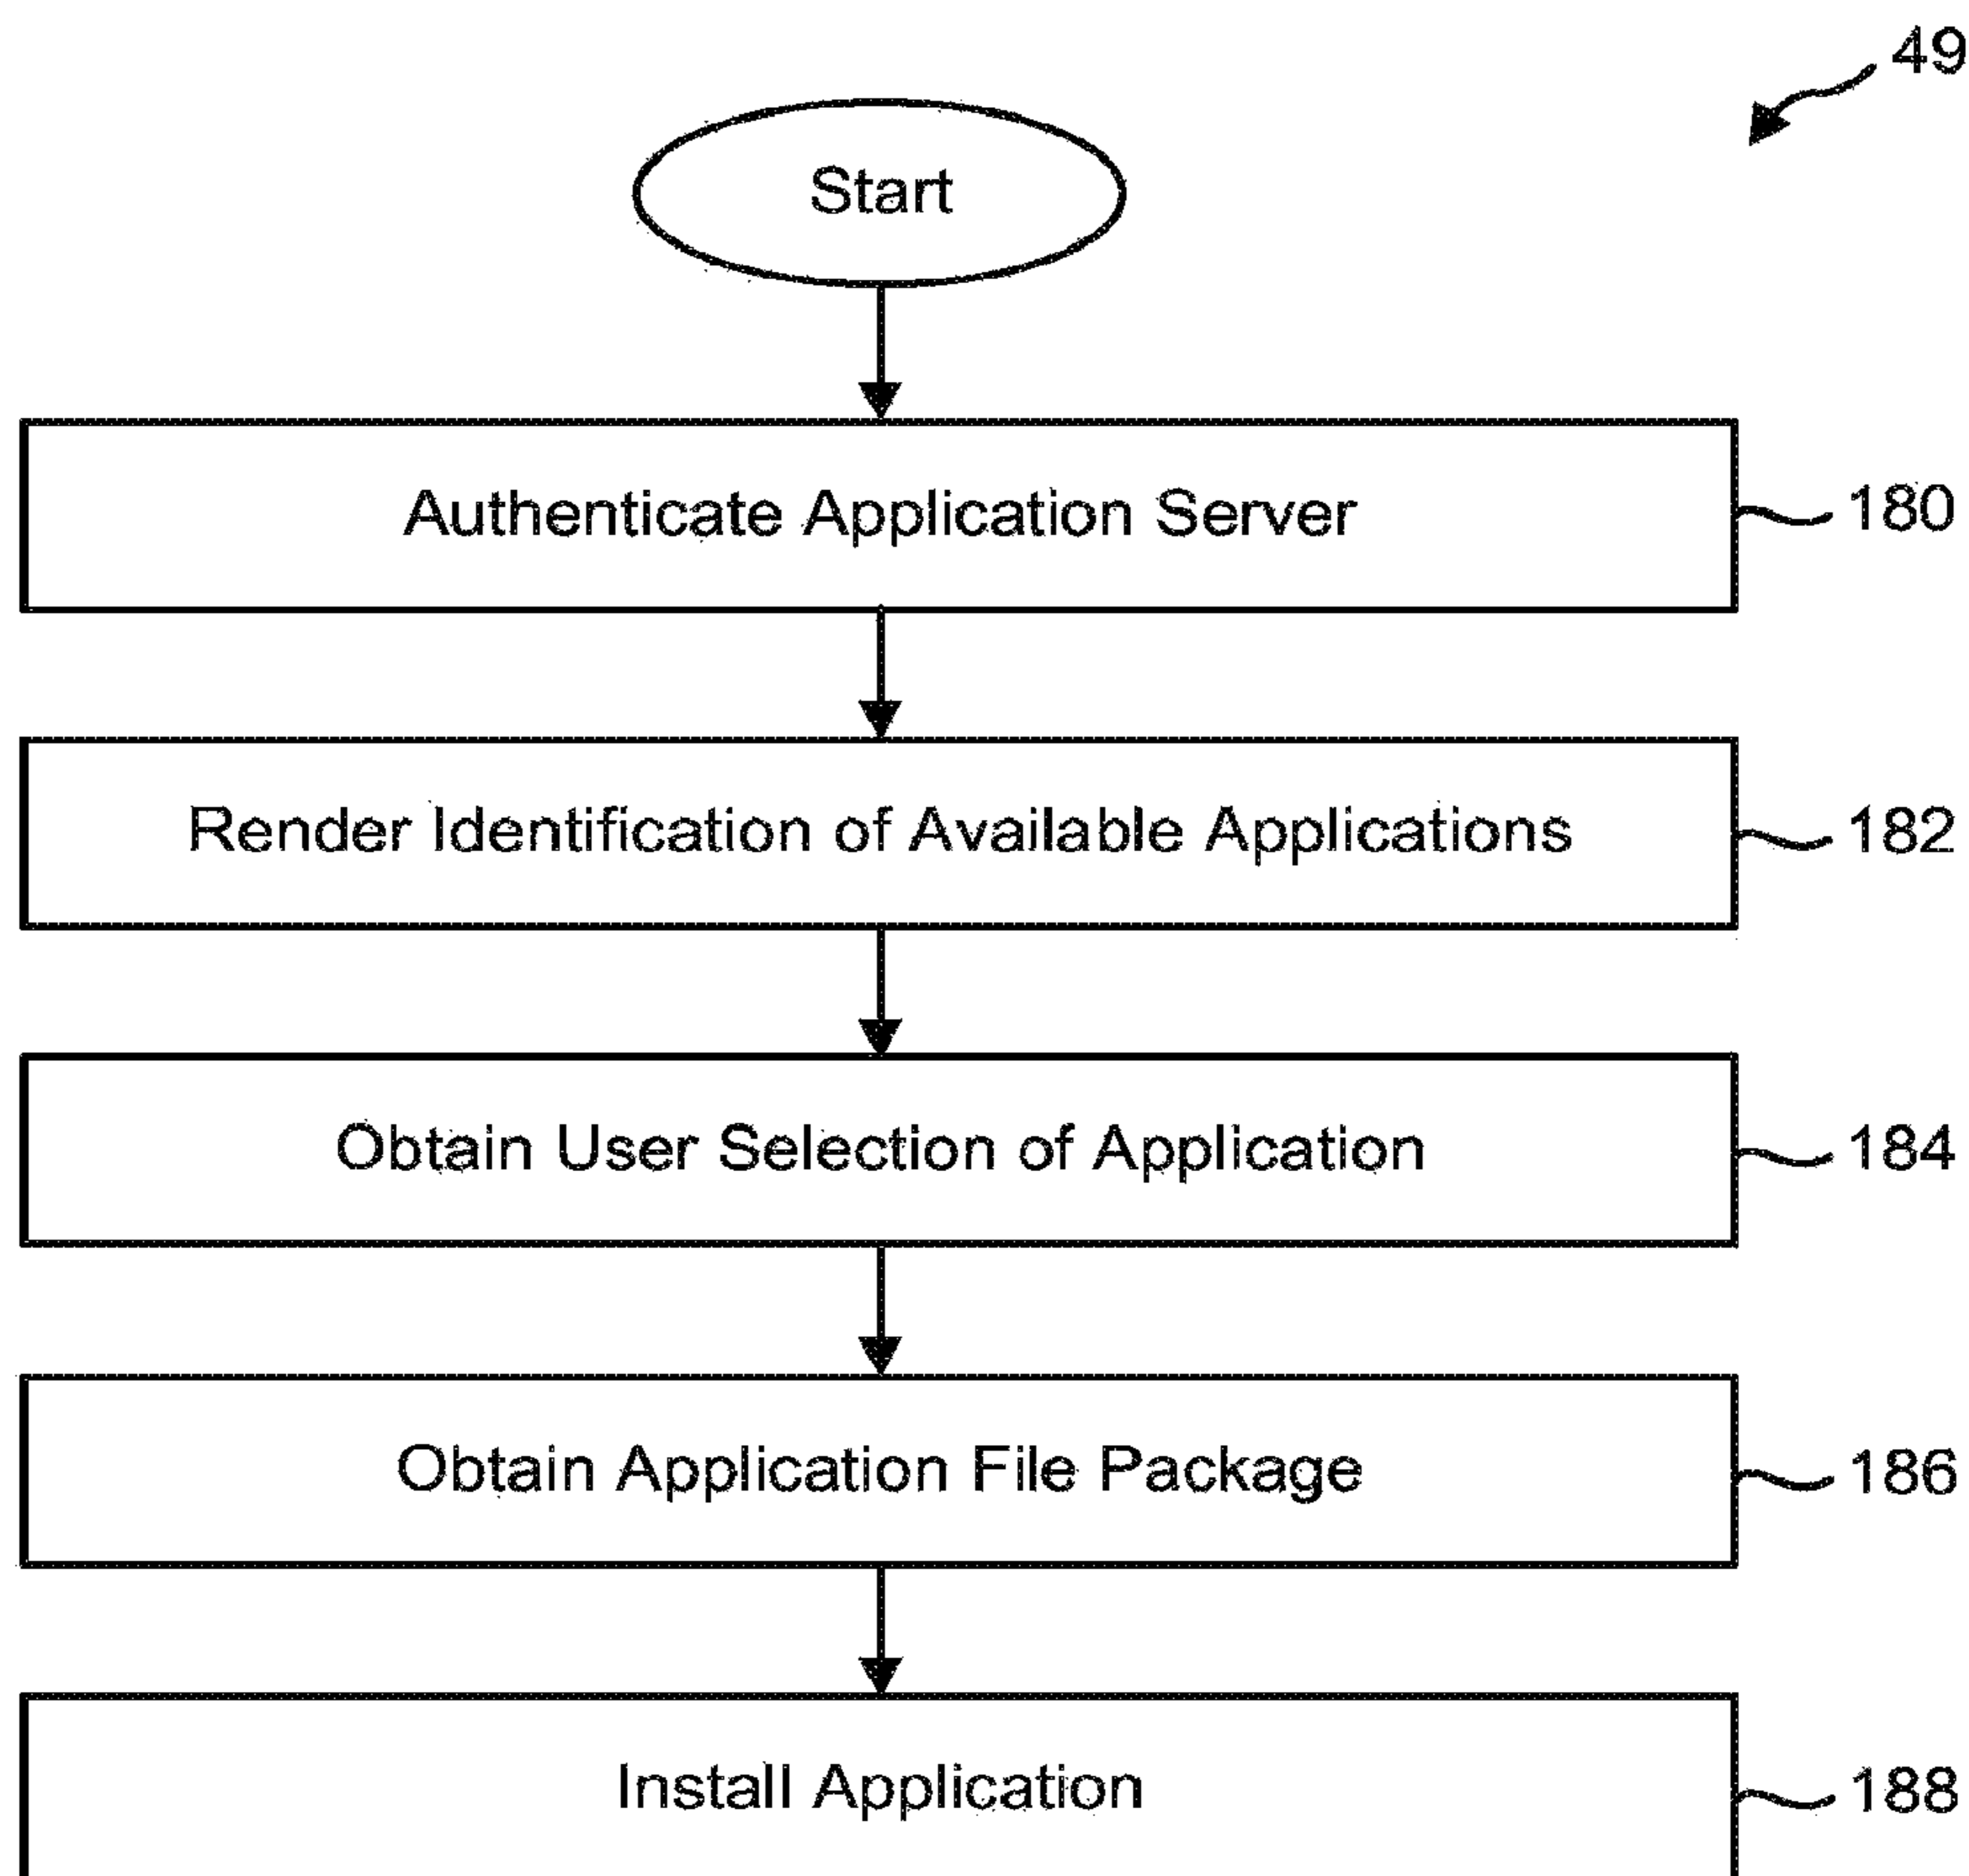 49
Start
Authenticate Application Server
180
Render Identification of Available Applications
182
Obtain User Selection of Application
184
Obtain Application File Package
186
Install Application
188